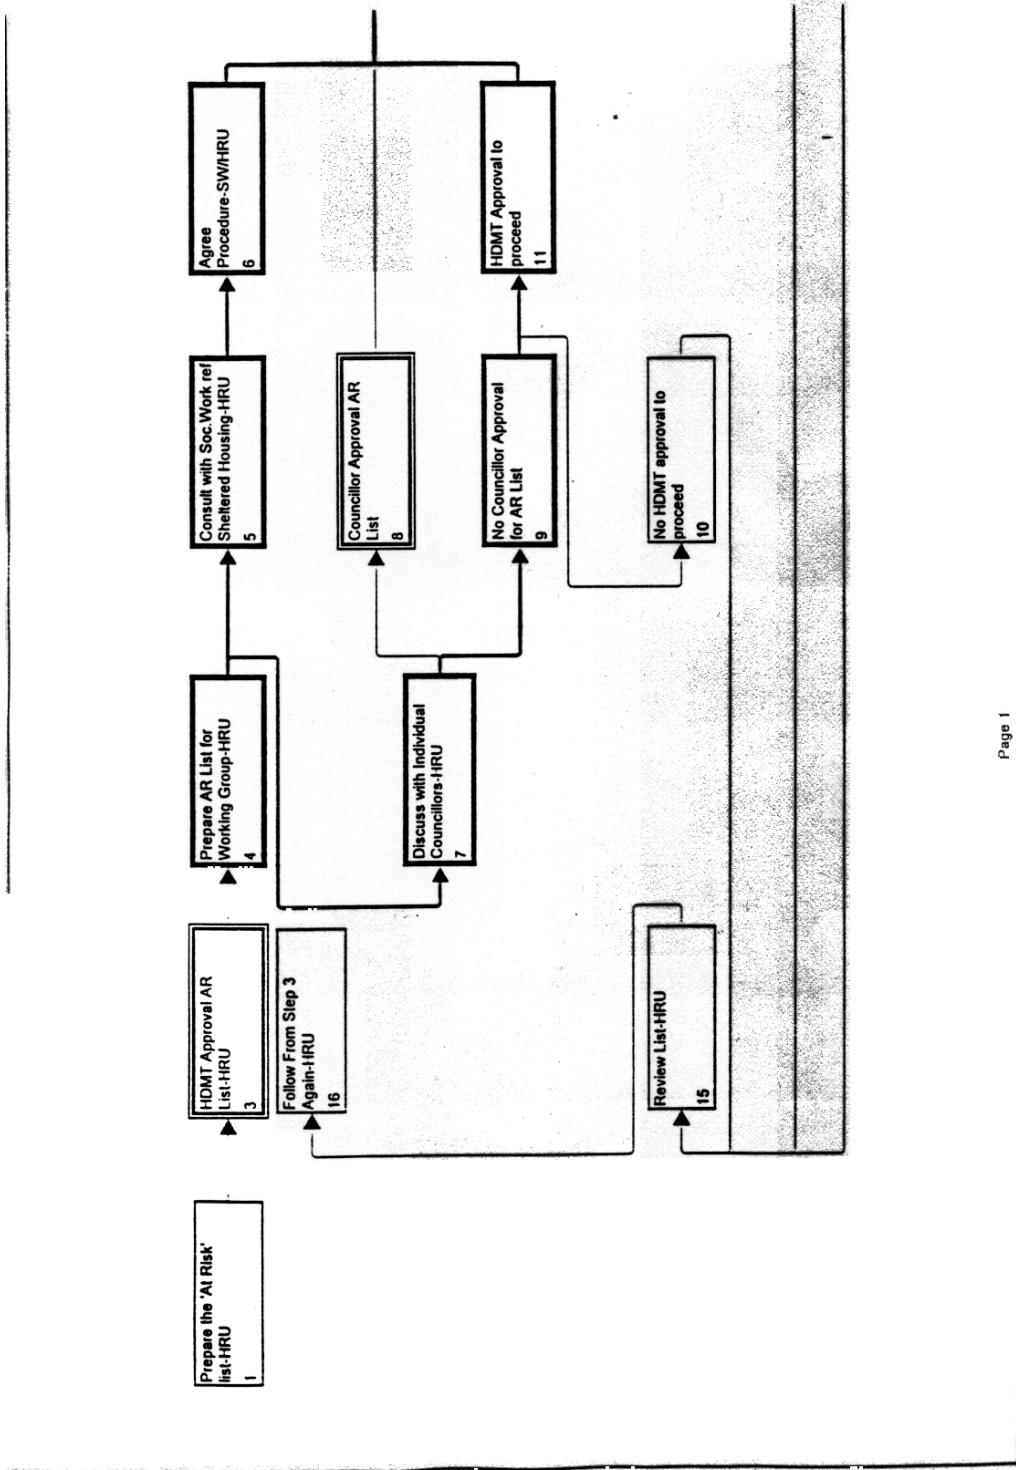 Prepare the 'At Risk'
list-HRU
1
HDMT Approval AR
List-HRU
3
Prepare AR List for
Working Group-HRU
4
Consult with Soc.Work ref
Sheltered Housing-HRU
5
Agree
Procedure-SW/HRU
6
Follow From Step 3
Again-HRU
16
Councillor Approval AR
List
8
Discuss with Individual
Councillors-HRU
7
No Councillor Approval
for AR List
9
HDMT Approval to
proceed
11
Review List-HRU
15
No HDMT approval to
proceed
10
Page 1